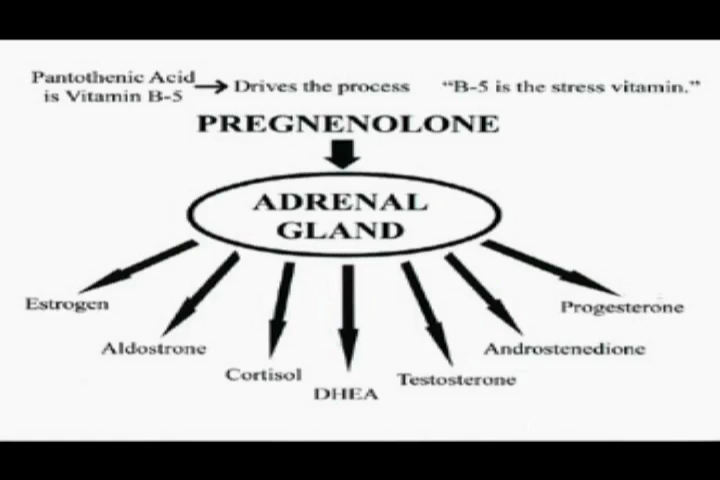 Pantothenic Acid
is Vitamin B-5
Drives the process
“B-5 is the stress vitamin.”
PREGNENOLONE
ADRENAL
GLAND
Estrogen
Aldostrone
Cortisol
DHEA
Testosterone
Androstenedione
Progesterone